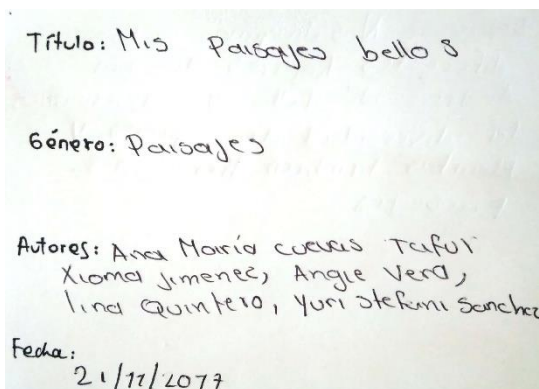 Título: Mis Paisajes bellos
Género: Paisajes
Autores: Ana María cuevas Taful
Xioma Jimenez, Angie Vera,
lina Quintero, Yuri stefani Sanchez
Fecha:
21/11/2017